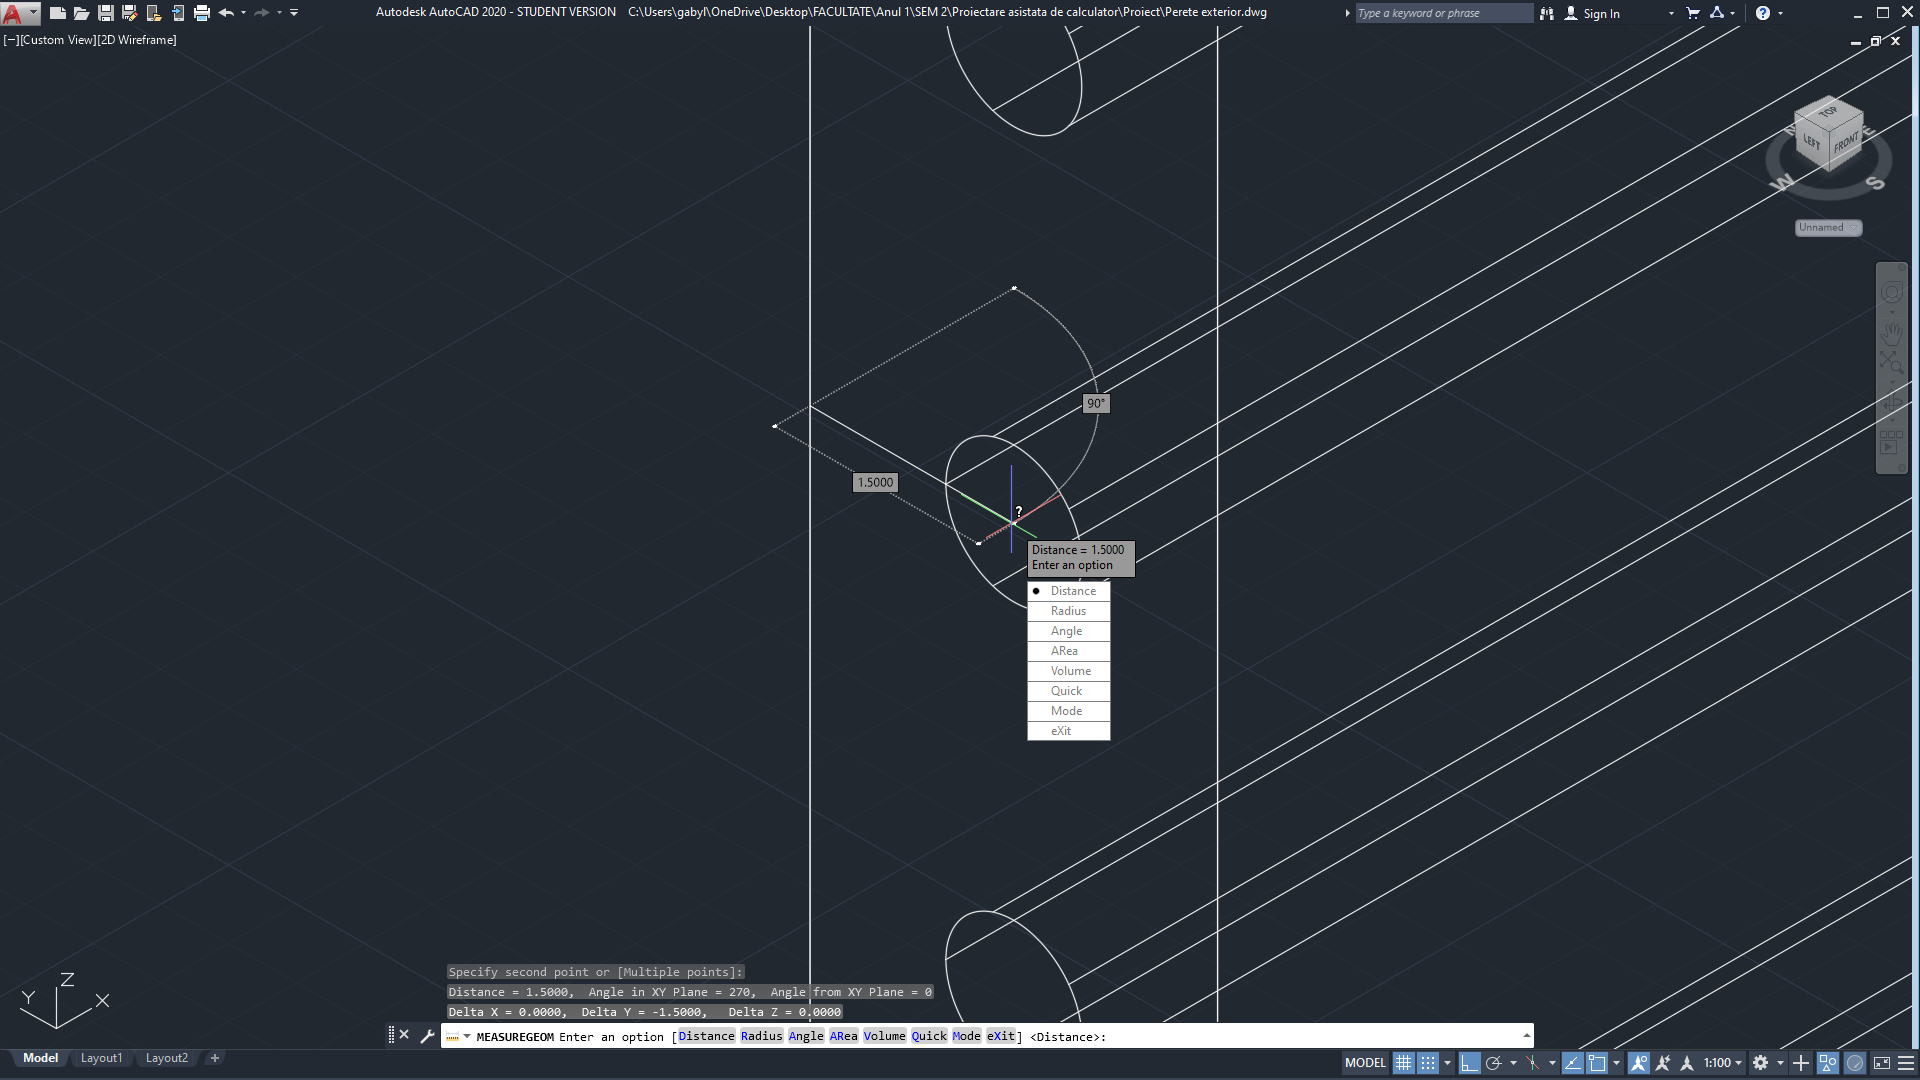 Autodesk AutoCAD 2020 - STUDENT VERSION C:\Users\gabyl\OneDrive\Desktop\FACULTATE\Anul 1\SEM 2\Proiectare asistata de calculator\Proiect\Perete exterior.dwg
Type a keyword or phrase
Sign In
[−][Custom View][2D Wireframe]
TOP
LEFT
FRONT
W
S
Unnamed
90°
1.5000
?
Distance = 1.5000
Enter an option
Distance
Radius
Angle
ARea
Volume
Quick
Mode
eXit
Z
Y
X
Specify second point or [Multiple points]:
Distance = 1.5000, Angle in XY Plane = 270, Angle from XY Plane = 0
Delta X = 0.0000, Delta Y = -1.5000, Delta Z = 0.0000
MEASUREGEOM Enter an option [Distance Radius Angle ARea Volume Quick Mode eXit] <Distance>:
Model Layout1 Layout2 +
MODEL
1:100